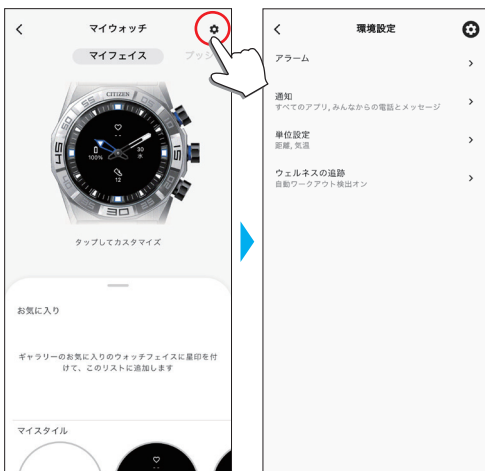 マイウォッチ
マイフェイス
プッシ
CITIZEN
100%
30
水
12
タップしてカスタマイズ
お気に入り
ギャラリーのお気に入りのウォッチフェイスに星印を付
けて、このリストに追加します
マイスタイル
環境設定
アラーム
通知
すべてのアプリ, みんなからの電話とメッセージ
単位設定
距離, 気温
ウェルネスの追跡
自動ワークアウト検出オン